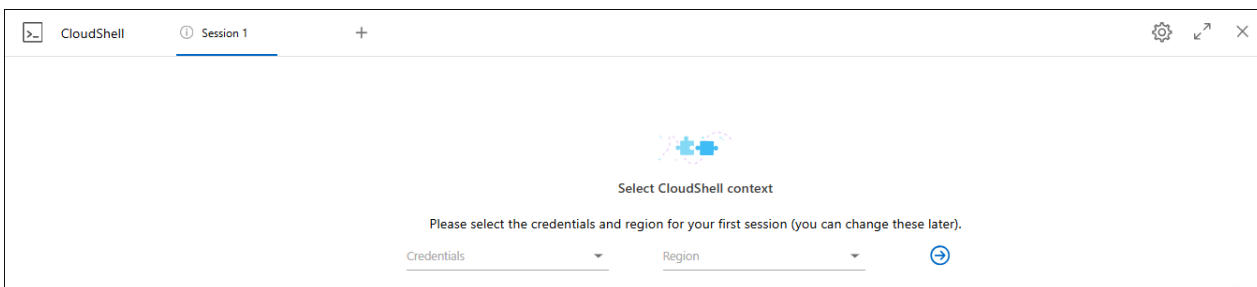 CloudShell
Session 1
Select CloudShell context
Please select the credentials and region for your first session (you can change these later).
Credentials
Region